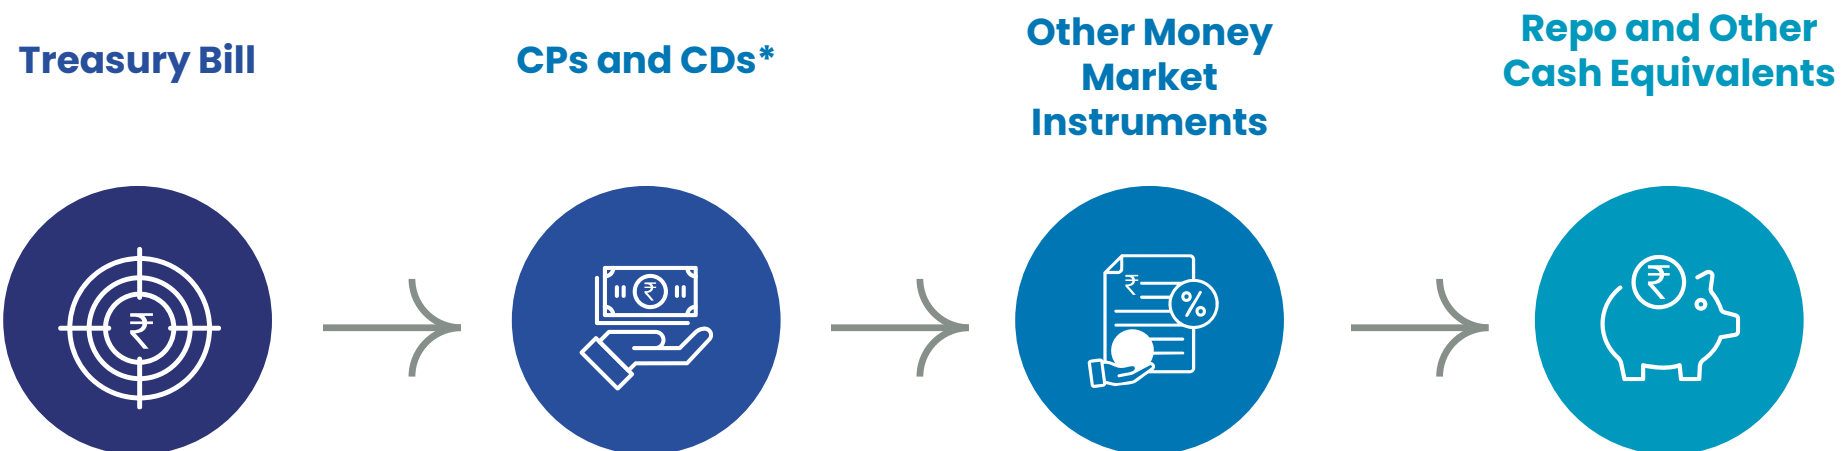 Treasury Bill
CPs and CDs*
Other Money
Market
Instruments
Repo and Other
Cash Equivalents
₹
₹
₹
%
₹